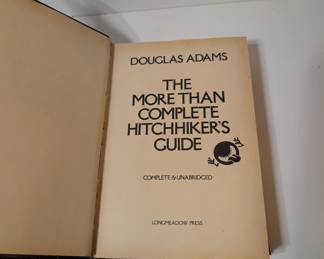 DOUGLAS ADAMS
THE
MORE THAN
COMPLETE
HITCHHIKER'S
GUIDE
COMPLETE & UNABRIDGED
LONGMEADOW PRESS